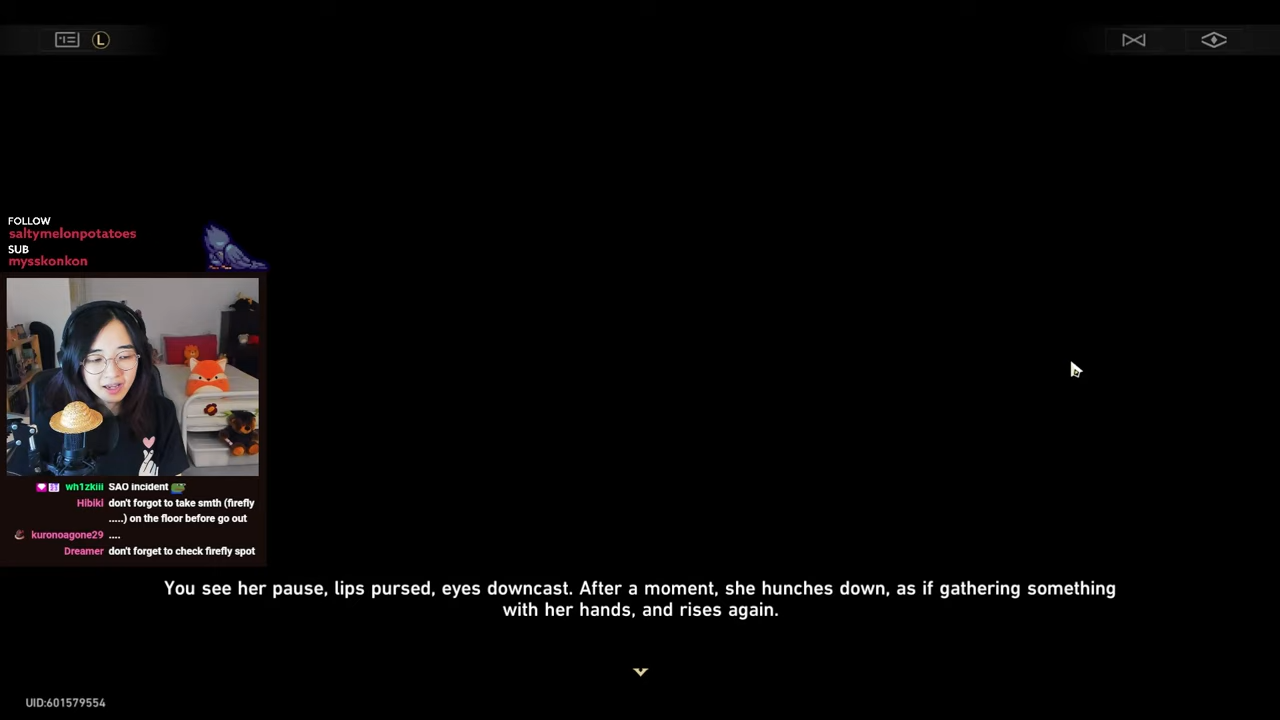 L
FOLLOW
saltymelonpotatoes
SUB
mysskonkon
wh1zkiii SAO incident
Hibiki don't forgot to take smth (firefly
.....) on the floor before go out
kuronoagone29 ....
Dreamer don't forget to check firefly spot
You see her pause, lips pursed, eyes downcast. After a moment, she hunches down, as if gathering something
with her hands, and rises again.
UID:601579554